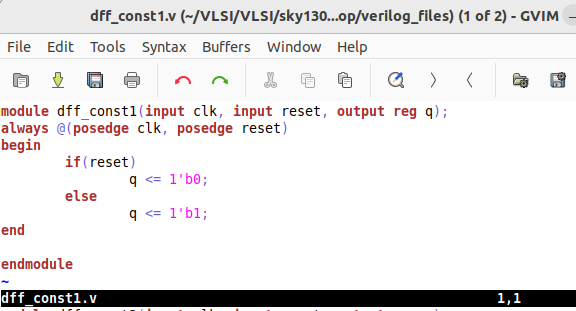 dff_const1.v (~/VLSI/VLSI/sky130...op/verilog_files) (1 of 2) - GVIM
File Edit Tools Syntax Buffers Window Help
module dff_const1(input clk, input reset, output reg q);
always @(posedge clk, posedge reset)
begin
        if(reset)
                q <= 1'b0;
        else
                q <= 1'b1;
end
endmodule
~
dff_const1.v 1,1